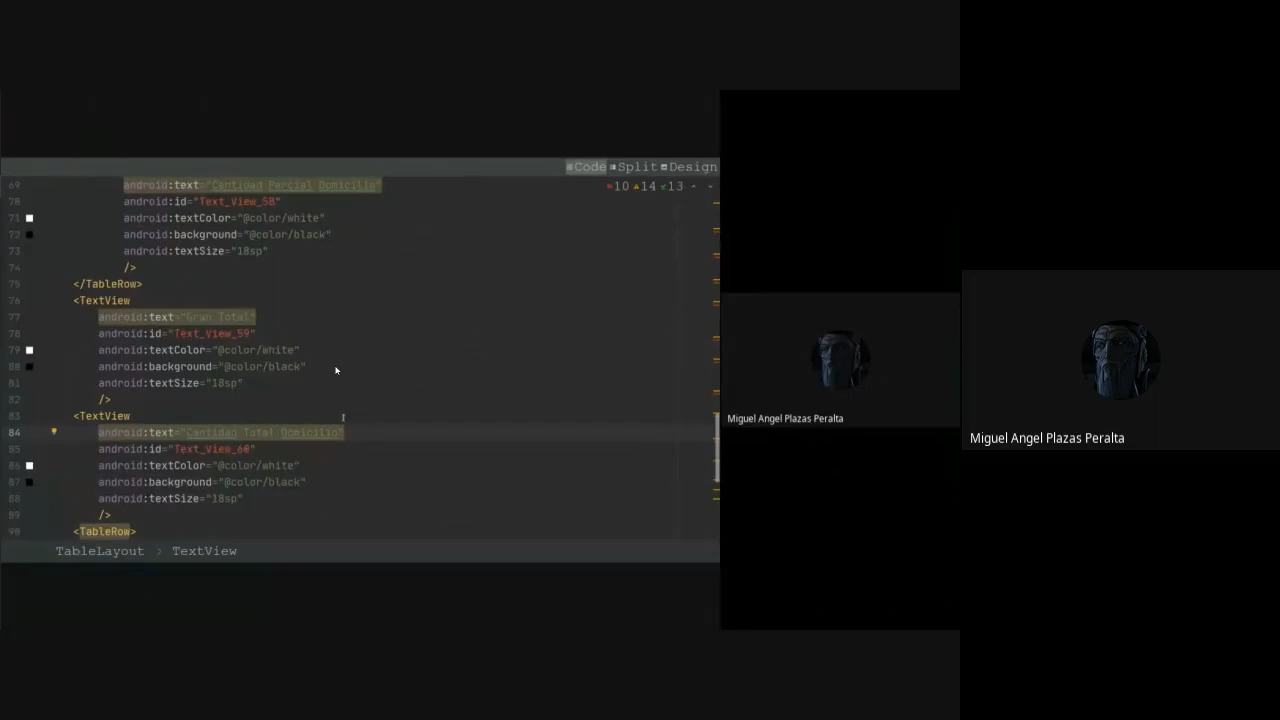 Code Split Design
69 android:text="Cantidad Parcial Domicilio"
10 14 13
70 android:id="Text_View_58"
71 android:textColor="@color/white"
72 android:background="@color/black"
73 android:textSize="18sp"
74 />
75 </TableRow>
76 <TextView
77 android:text="Gran Total"
78 android:id="Text_View_59"
79 android:textColor="@color/white"
80 android:background="@color/black"
81 android:textSize="18sp"
82 />
83 <TextView
84 android:text="Cantidad Total Domicilio"
85 android:id="Text_View_60"
86 android:textColor="@color/white"
87 android:background="@color/black"
88 android:textSize="18sp"
89 />
90 <TableRow>
TableLayout > TextView
Miguel Angel Plazas Peralta
Miguel Angel Plazas Peralta